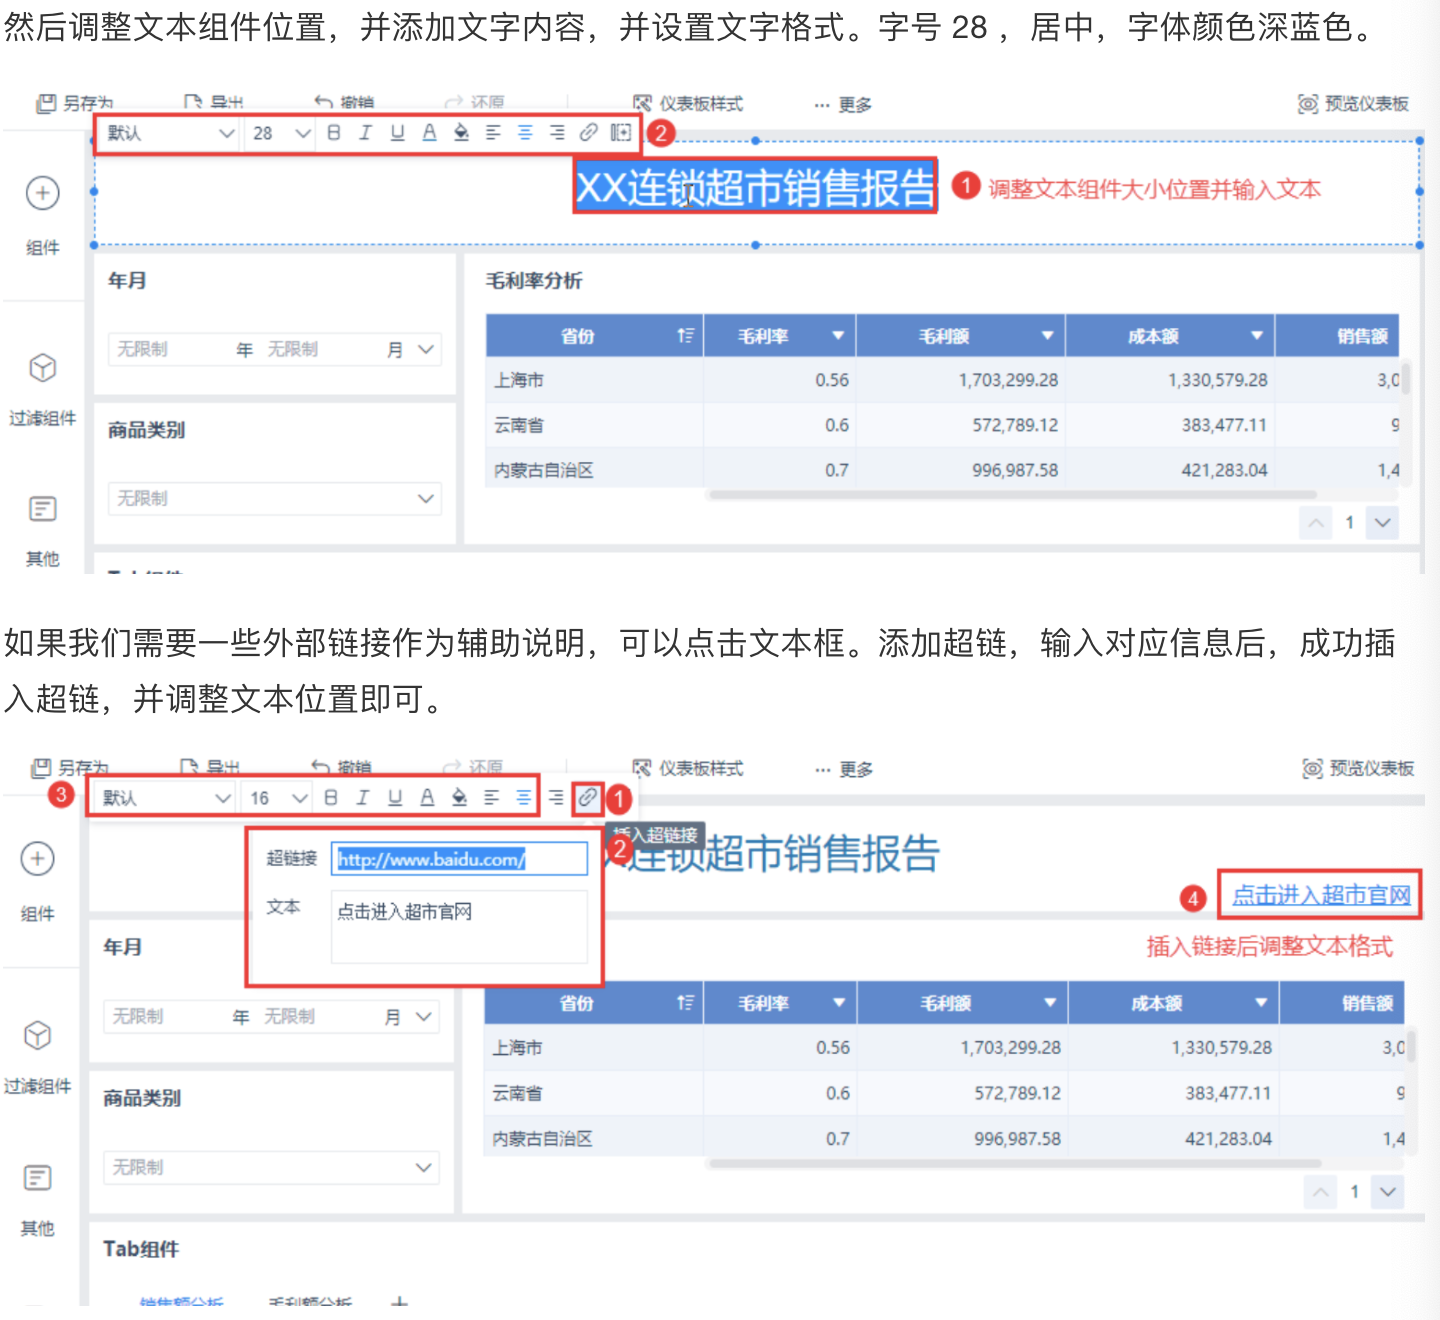 然后调整文本组件位置，并添加文字内容，并设置文字格式。字号 28 ，居中，字体颜色深蓝色。
另存为 导出 撤销 还原 仪表板样式 ··· 更多 预览仪表板
默认 28 B I U A 2
XX连锁超市销售报告 1 调整文本组件大小位置并输入文本
组件
年月 毛利率分析
省份 毛利率 毛利额 成本额 销售额
无限制 年 无限制 月
上海市 0.56 1,703,299.28 1,330,579.28 3,0
过滤组件
商品类别
云南省 0.6 572,789.12 383,477.11 9
内蒙古自治区 0.7 996,987.58 421,283.04 1,4
无限制
1
其他
Tab组件
如果我们需要一些外部链接作为辅助说明，可以点击文本框。添加超链，输入对应信息后，成功插
入超链，并调整文本位置即可。
另存为 导出 撤销 还原 仪表板样式 ··· 更多 预览仪表板
3 默认 16 B I U A 1
插入超链接
超链接 http://www.baidu.com/ 2 X连锁超市销售报告
文本 点击进入超市官网
4 点击进入超市官网
组件
年月 插入链接后调整文本格式
省份 毛利率 毛利额 成本额 销售额
无限制 年 无限制 月
上海市 0.56 1,703,299.28 1,330,579.28 3,0
过滤组件
商品类别
云南省 0.6 572,789.12 383,477.11 9
内蒙古自治区 0.7 996,987.58 421,283.04 1,4
无限制
1
其他
Tab组件
销售额分析 毛利额分析 +